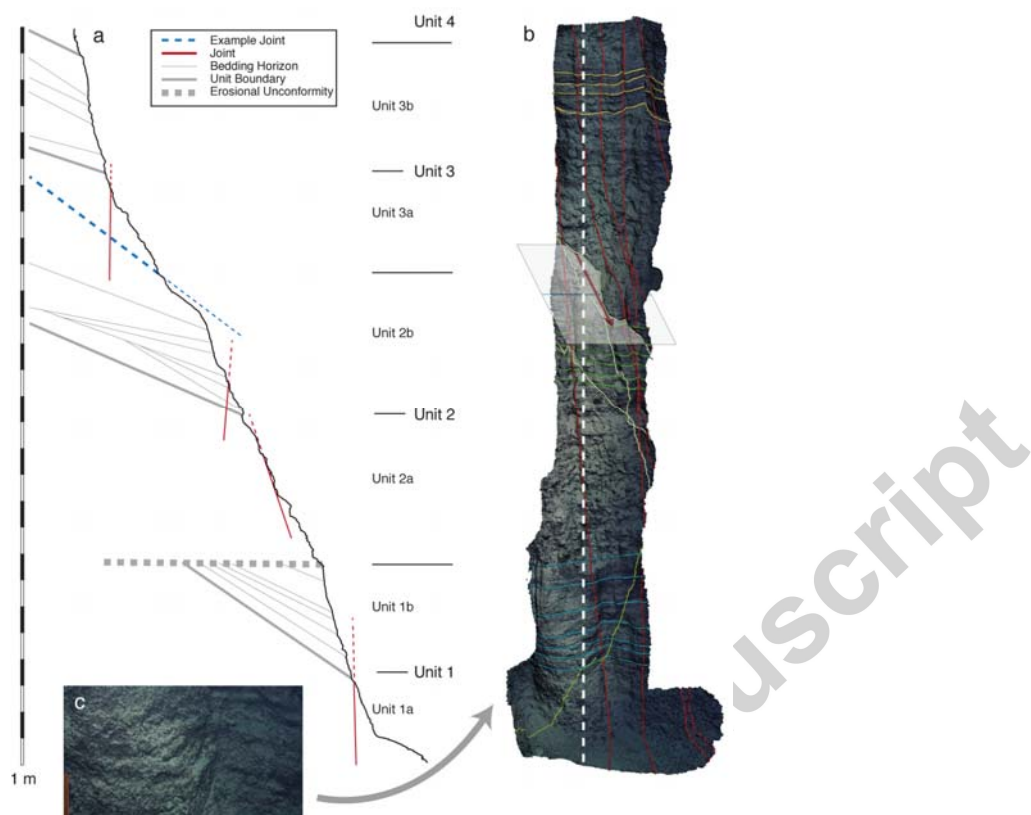 a
Example Joint
Joint
Bedding Horizon
Unit Boundary
Erosional Unconformity
Unit 4
Unit 3b
Unit 3
Unit 3a
Unit 2b
Unit 2
Unit 2a
Unit 1b
Unit 1
Unit 1a
1 m
b
c
uscript